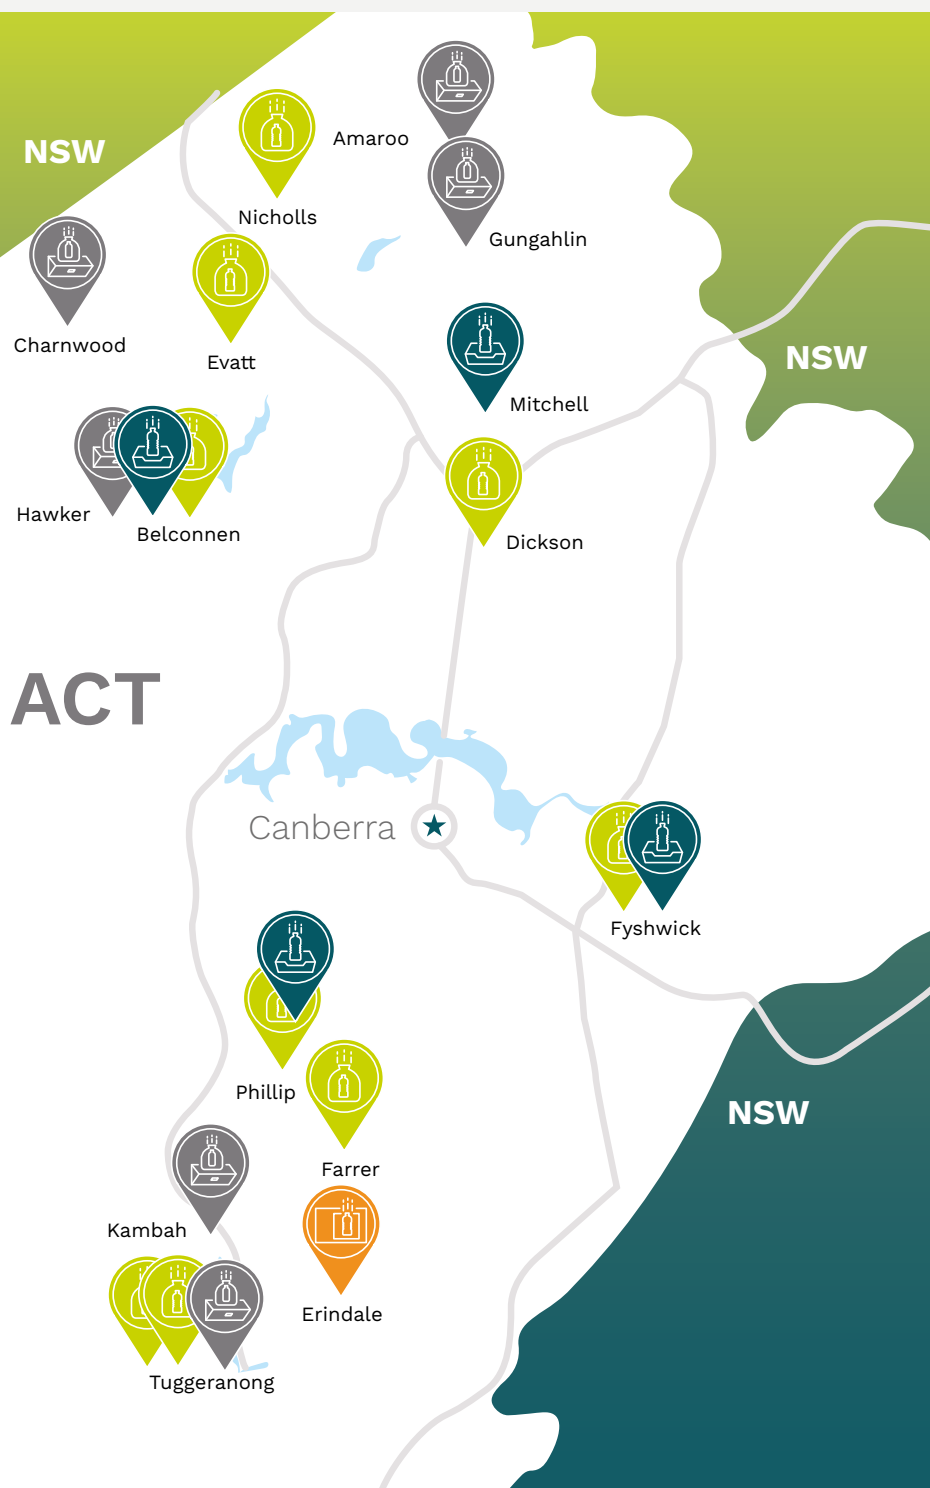 NSW
Amaroo
Nicholls
Gungahlin
Charnwood
Evatt
NSW
Mitchell
Hawker
Belconnen
Dickson
ACT
Canberra
Fyshwick
Phillip
NSW
Farrer
Kambah
Erindale
Tuggeranong